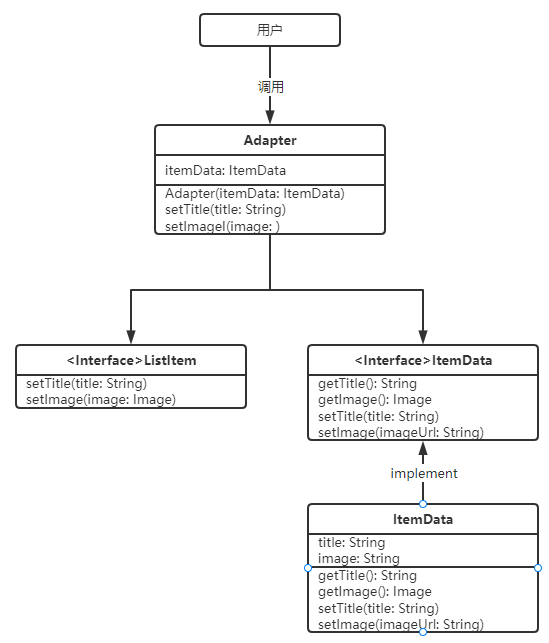 用户
调用
Adapter
itemData: ItemData
Adapter(itemData: ItemData)
setTitle(title: String)
setImageI(image: )
<Interface>ListItem
setTitle(title: String)
setImage(image: Image)
<Interface>ItemData
getTitle(): String
getImage(): Image
setTitle(title: String)
setImage(imageUrl: String)
implement
ItemData
title: String
image: String
getTitle(): String
getImage(): Image
setTitle(title: String)
setImage(imageUrl: String)